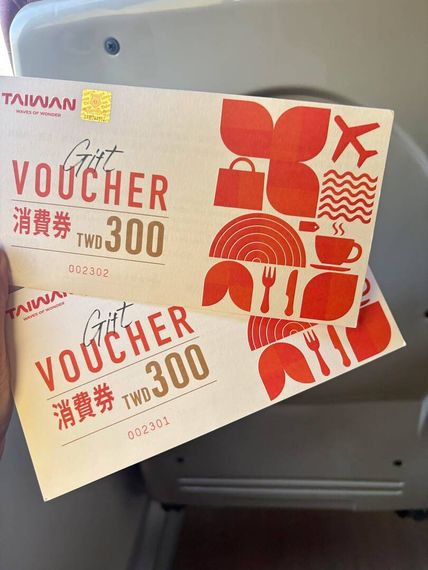 TAIWAN
WAVES OF WONDER
Gift
VOUCHER
消費券 TWD 300
002302
TAIWAN
WAVES OF WONDER
Gift
VOUCHER
消費券 TWD 300
002301